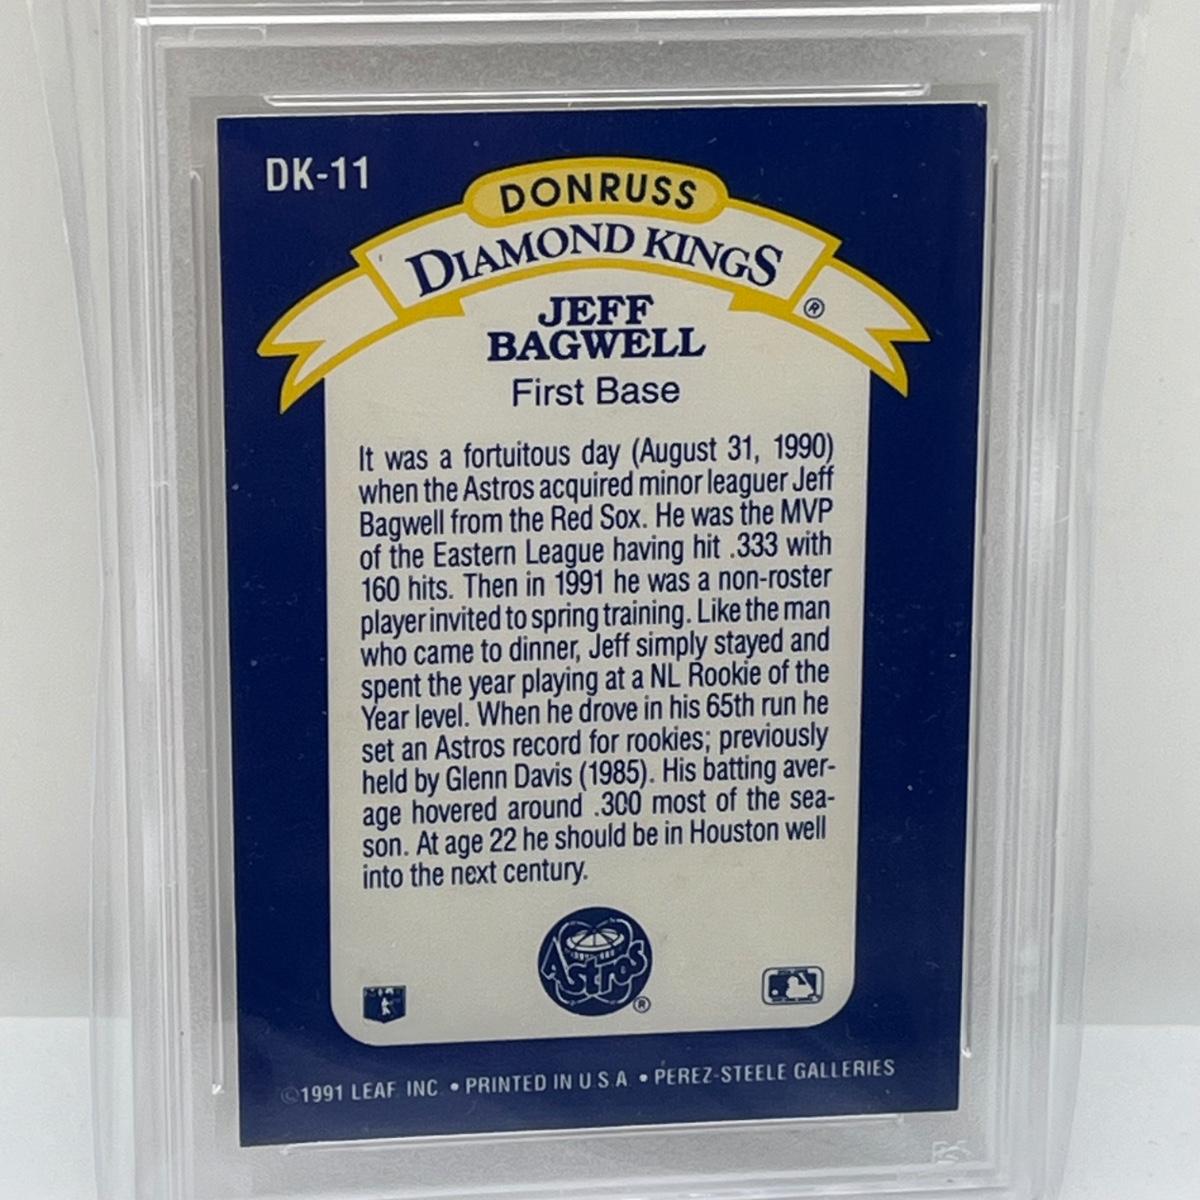 DK-11
DONRUSS
DIAMOND KINGS
®
JEFF
BAGWELL
First Base
It was a fortuitous day (August 31, 1990)
when the Astros acquired minor leaguer Jeff
Bagwell from the Red Sox. He was the MVP
of the Eastern League having hit .333 with
160 hits. Then in 1991 he was a non-roster
player invited to spring training. Like the man
who came to dinner, Jeff simply stayed and
spent the year playing at a NL Rookie of the
Year level. When he drove in his 65th run he
set an Astros record for rookies; previously
held by Glenn Davis (1985). His batting aver-
age hovered around .300 most of the sea-
son. At age 22 he should be in Houston well
into the next century.
Astros
®
©1991 LEAF, INC. • PRINTED IN U.S.A. • PEREZ-STEELE GALLERIES